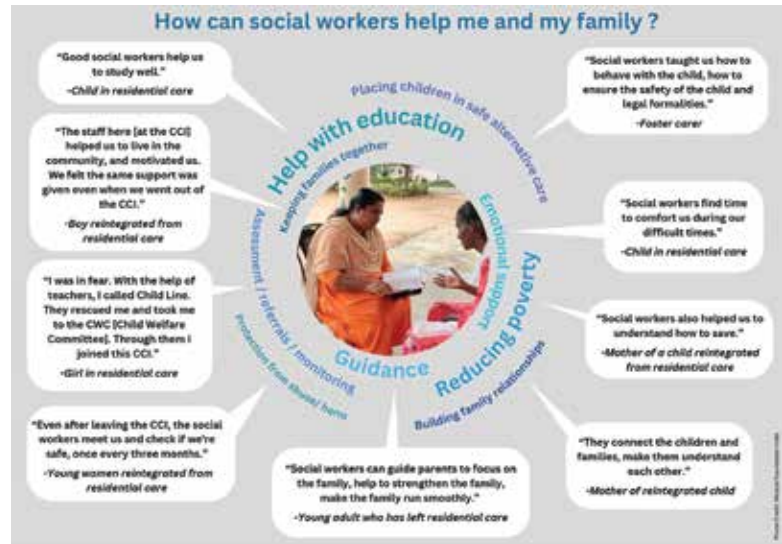 How can social workers help me and my family ?
“Good social workers help us
to study well.”
-Child in residential care
“The staff here [at the CCI]
helped us to live in the
community, and motivated us.
We felt the same support was
given even when we went out of
the CCI.”
-Boy reintegrated from
residential care
“I was in fear. With the help of
teachers, I called Child Line.
They rescued me and took me
to the CWC [Child Welfare
Committee]. Through them I
joined this CCI.”
-Girl in residential care
“Even after leaving the CCI, the social
workers meet us and check if we're
safe, once every three months.”
-Young women reintegrated from
residential care
Placing children in safe alternative care
Help with education
Keeping families together
Emotional support
Reducing poverty
Building family relationships
Guidance
assessment / referrals / monitoring
Protection from abuse/ harm
“Social workers can guide parents to focus on
the family, help to strengthen the family,
make the family run smoothly.”
-Young adult who has left residential care
“Social workers taught us how to
behave with the child, how to
ensure the safety of the child and
legal formalities.”
-Foster carer
“Social workers find time
to comfort us during our
difficult times.”
-Child in residential care
“Social workers also helped us to
understand how to save.”
-Mother of a child reintegrated
from residential care
“They connect the children and
families, make them understand
each other.”
-Mother of reintegrated child